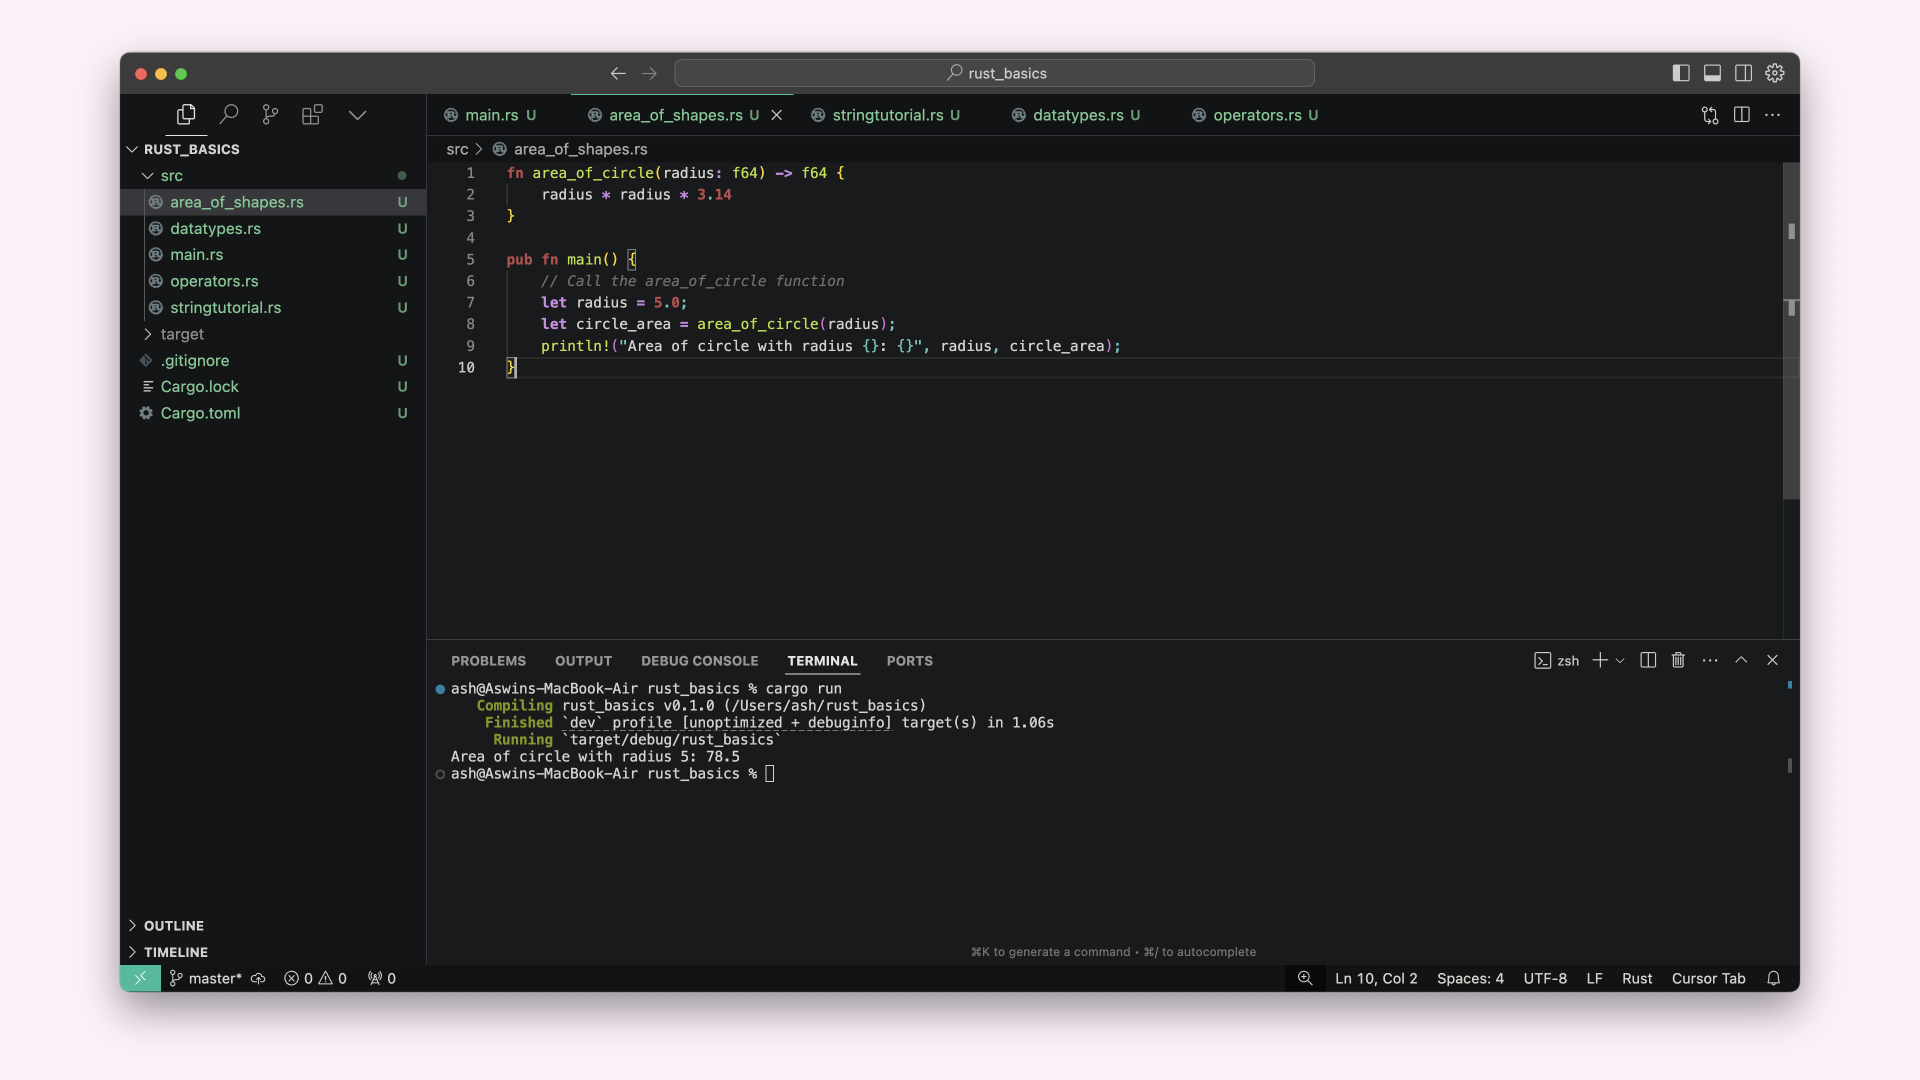 rust_basics
main.rs U
area_of_shapes.rs U
stringtutorial.rs U
datatypes.rs U
operators.rs U
RUST_BASICS
src
area_of_shapes.rs U
datatypes.rs U
main.rs U
operators.rs U
stringtutorial.rs U
target
.gitignore U
Cargo.lock U
Cargo.toml U
OUTLINE
TIMELINE
src > area_of_shapes.rs
1 fn area_of_circle(radius: f64) -> f64 {
2 radius * radius * 3.14
3 }
4
5 pub fn main() {
6 // Call the area_of_circle function
7 let radius = 5.0;
8 let circle_area = area_of_circle(radius);
9 println!("Area of circle with radius {}: {}", radius, circle_area);
10 }
PROBLEMS OUTPUT DEBUG CONSOLE TERMINAL PORTS
zsh
ash@Aswins-MacBook-Air rust_basics % cargo run
Compiling rust_basics v0.1.0 (/Users/ash/rust_basics)
Finished `dev` profile [unoptimized + debuginfo] target(s) in 1.06s
Running `target/debug/rust_basics`
Area of circle with radius 5: 78.5
ash@Aswins-MacBook-Air rust_basics %
⌘K to generate a command • ⌘/ to autocomplete
master* 0 0 0
Ln 10, Col 2 Spaces: 4 UTF-8 LF Rust Cursor Tab